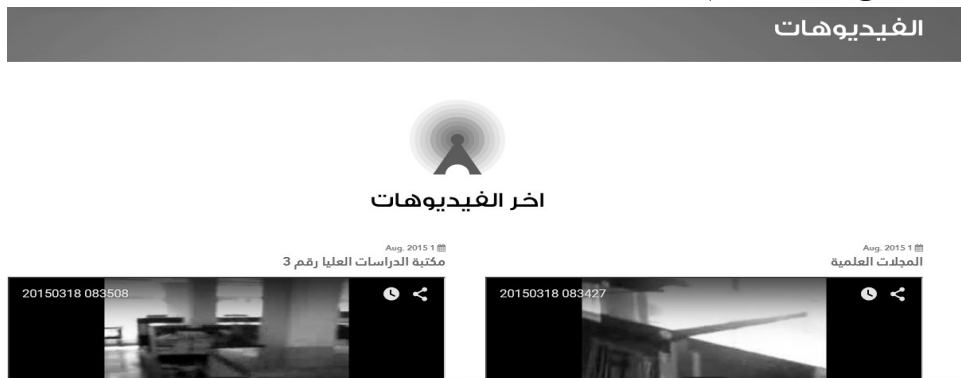 الفيديوهات
اخر الفيديوهات
1 Aug. 2015
المجلات العلمية
20150318 083427
1 Aug. 2015
مكتبة الدراسات العليا رقم 3
20150318 083508